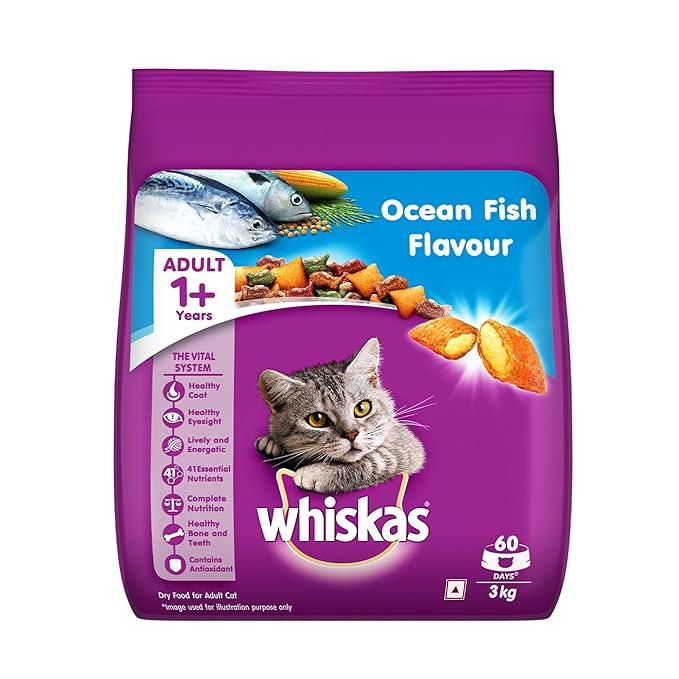 Ocean Fish
Flavour
ADULT
1+
Years
THE VITAL
SYSTEM
Healthy
Coat
Healthy
Eyesight
Lively and
Energetic
41
41 Essential
Nutrients
Complete
Nutrition
Healthy
Bone and
Teeth
Contains
Antioxidant
whiskas®
60
DAYS
3kg
Dry Food for Adult Cat
*Image used for illustration purpose only